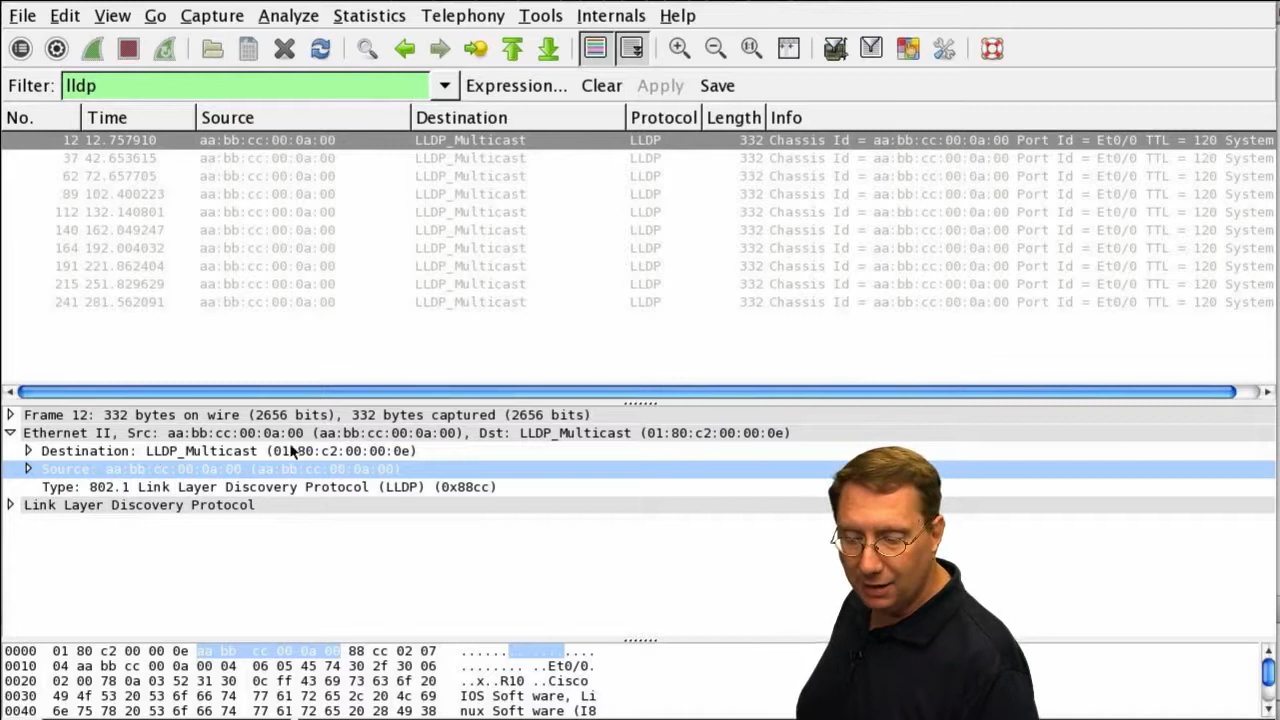 File Edit View Go Capture Analyze Statistics Telephony Tools Internals Help
Filter: lldp Expression... Clear Apply Save
No. Time Source Destination Protocol Length Info
12 12.757910 aa:bb:cc:00:0a:00 LLDP_Multicast LLDP 332 Chassis Id = aa:bb:cc:00:0a:00 Port Id = Et0/0 TTL = 120 System
37 42.653615 aa:bb:cc:00:0a:00 LLDP_Multicast LLDP 332 Chassis Id = aa:bb:cc:00:0a:00 Port Id = Et0/0 TTL = 120 System
62 72.657705 aa:bb:cc:00:0a:00 LLDP_Multicast LLDP 332 Chassis Id = aa:bb:cc:00:0a:00 Port Id = Et0/0 TTL = 120 System
89 102.400223 aa:bb:cc:00:0a:00 LLDP_Multicast LLDP 332 Chassis Id = aa:bb:cc:00:0a:00 Port Id = Et0/0 TTL = 120 System
112 132.140801 aa:bb:cc:00:0a:00 LLDP_Multicast LLDP 332 Chassis Id = aa:bb:cc:00:0a:00 Port Id = Et0/0 TTL = 120 System
140 162.049247 aa:bb:cc:00:0a:00 LLDP_Multicast LLDP 332 Chassis Id = aa:bb:cc:00:0a:00 Port Id = Et0/0 TTL = 120 System
164 192.004032 aa:bb:cc:00:0a:00 LLDP_Multicast LLDP 332 Chassis Id = aa:bb:cc:00:0a:00 Port Id = Et0/0 TTL = 120 System
191 221.862404 aa:bb:cc:00:0a:00 LLDP_Multicast LLDP 332 Chassis Id = aa:bb:cc:00:0a:00 Port Id = Et0/0 TTL = 120 System
215 251.829629 aa:bb:cc:00:0a:00 LLDP_Multicast LLDP 332 Chassis Id = aa:bb:cc:00:0a:00 Port Id = Et0/0 TTL = 120 System
241 281.562091 aa:bb:cc:00:0a:00 LLDP_Multicast LLDP 332 Chassis Id = aa:bb:cc:00:0a:00 Port Id = Et0/0 TTL = 120 System
Frame 12: 332 bytes on wire (2656 bits), 332 bytes captured (2656 bits)
Ethernet II, Src: aa:bb:cc:00:0a:00 (aa:bb:cc:00:0a:00), Dst: LLDP_Multicast (01:80:c2:00:00:0e)
Destination: LLDP_Multicast (01:80:c2:00:00:0e)
Source: aa:bb:cc:00:0a:00 (aa:bb:cc:00:0a:00)
Type: 802.1 Link Layer Discovery Protocol (LLDP) (0x88cc)
Link Layer Discovery Protocol
0000 01 80 c2 00 00 0e aa bb cc 00 0a 00 88 cc 02 07 ...... .. ........
0010 04 aa bb cc 00 0a 00 04 06 05 45 74 30 2f 30 06 ........ ..Et0/0.
0020 02 00 78 0a 03 52 31 30 0c ff 43 69 73 63 6f 20 ..x..R10 ..Cisco
0030 49 4f 53 20 53 6f 66 74 77 61 72 65 2c 20 4c 69 IOS Soft ware, Li
0040 6e 75 78 20 53 6f 66 74 77 61 72 65 20 28 49 38 nux Soft ware (I8